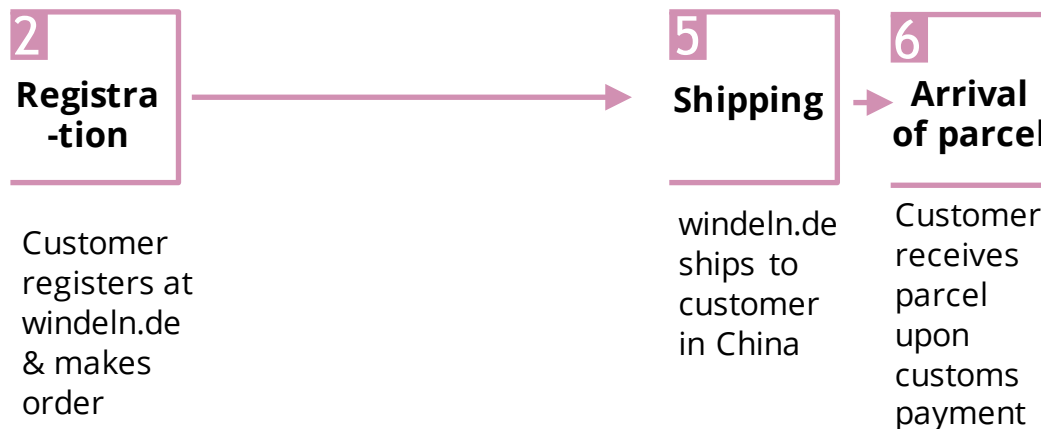 2
Registra
-tion
Customer
registers at
windeln.de
& makes
order
5
Shipping
windeln.de
ships to
customer
in China
6
Arrival
of parcel
Customer
receives
parcel
upon
customs
payment